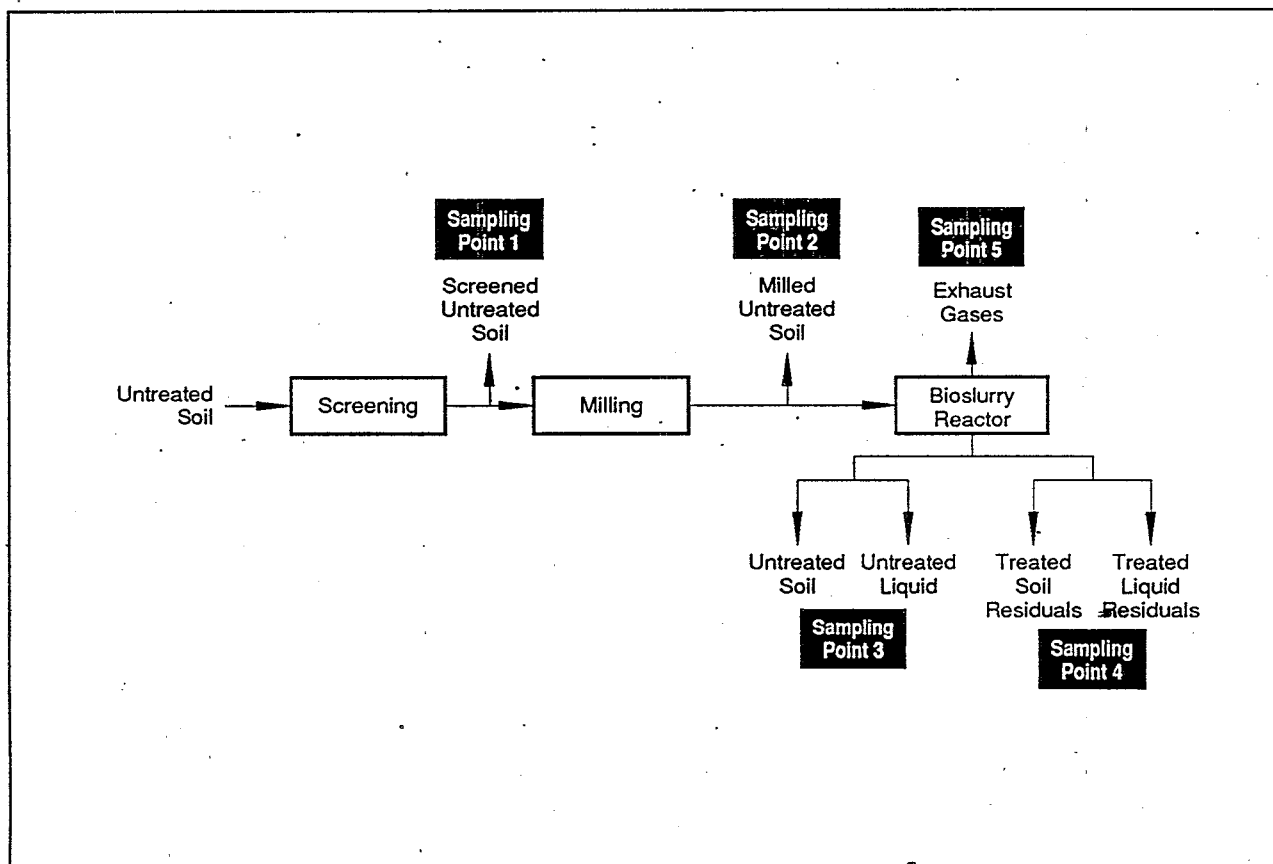 Sampling
Point 1
Sampling
Point 2
Sampling
Point 5
Screened
Untreated
Soil
Milled
Untreated
Soil
Exhaust
Gases
Untreated
Soil
Screening
Milling
Bioslurry
Reactor
Untreated
Soil
Untreated
Liquid
Treated
Soil
Residuals
Treated
Liquid
Residuals
Sampling
Point 3
Sampling
Point 4